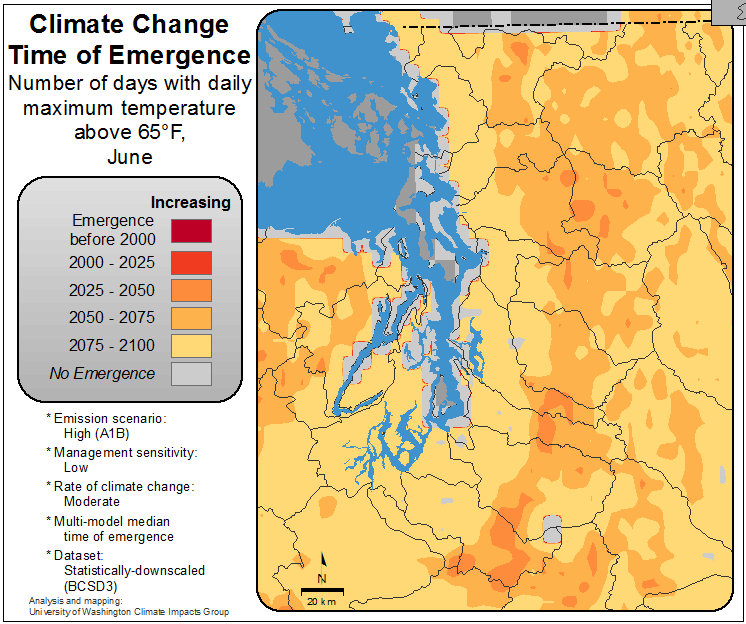 Climate Change
Time of Emergence
Number of days with daily
maximum temperature
above 65°F,
June
Increasing
Emergence
before 2000
2000 - 2025
2025 - 2050
2050 - 2075
2075 - 2100
No Emergence
* Emission scenario:
High (A1B)
* Management sensitivity:
Low
* Rate of climate change:
Moderate
* Multi-model median
time of emergence
* Dataset:
Statistically-downscaled
(BCSD3)
Analysis and mapping:
University of Washington Climate Impacts Group
N
20 km